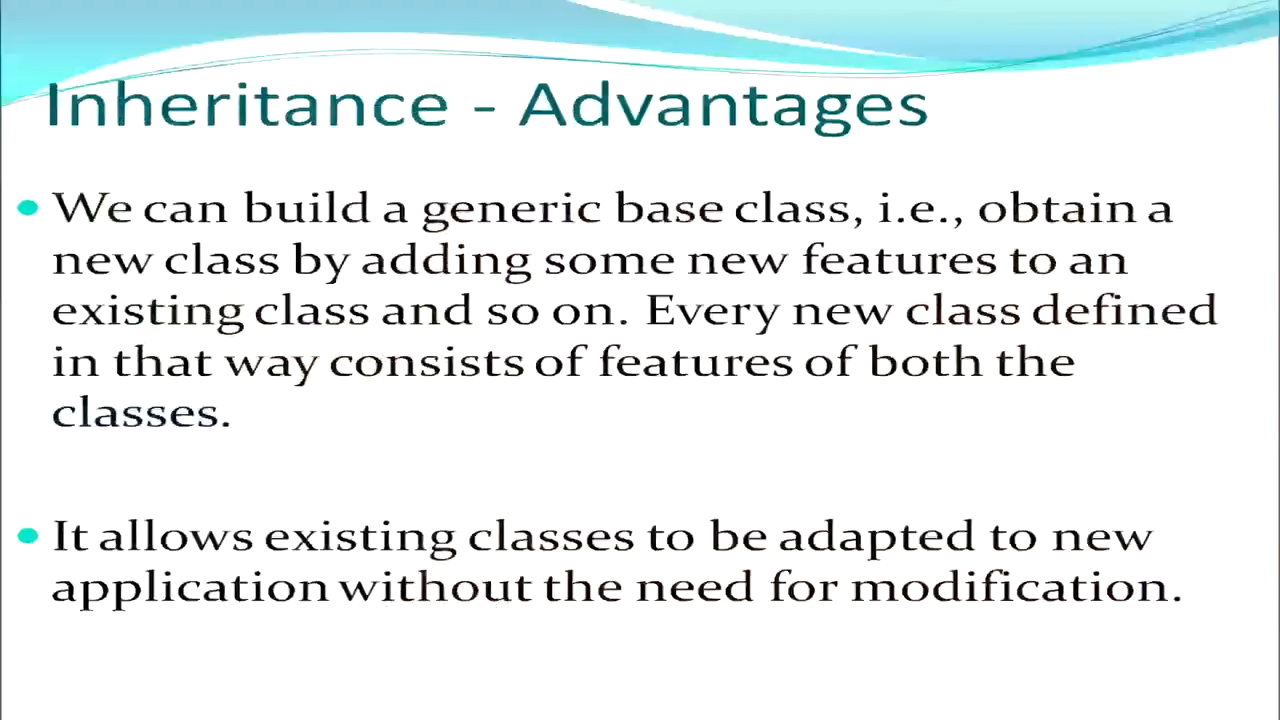 Inheritance - Advantages
We can build a generic base class, i.e., obtain a
new class by adding some new features to an
existing class and so on. Every new class defined
in that way consists of features of both the
classes.
It allows existing classes to be adapted to new
application without the need for modification.